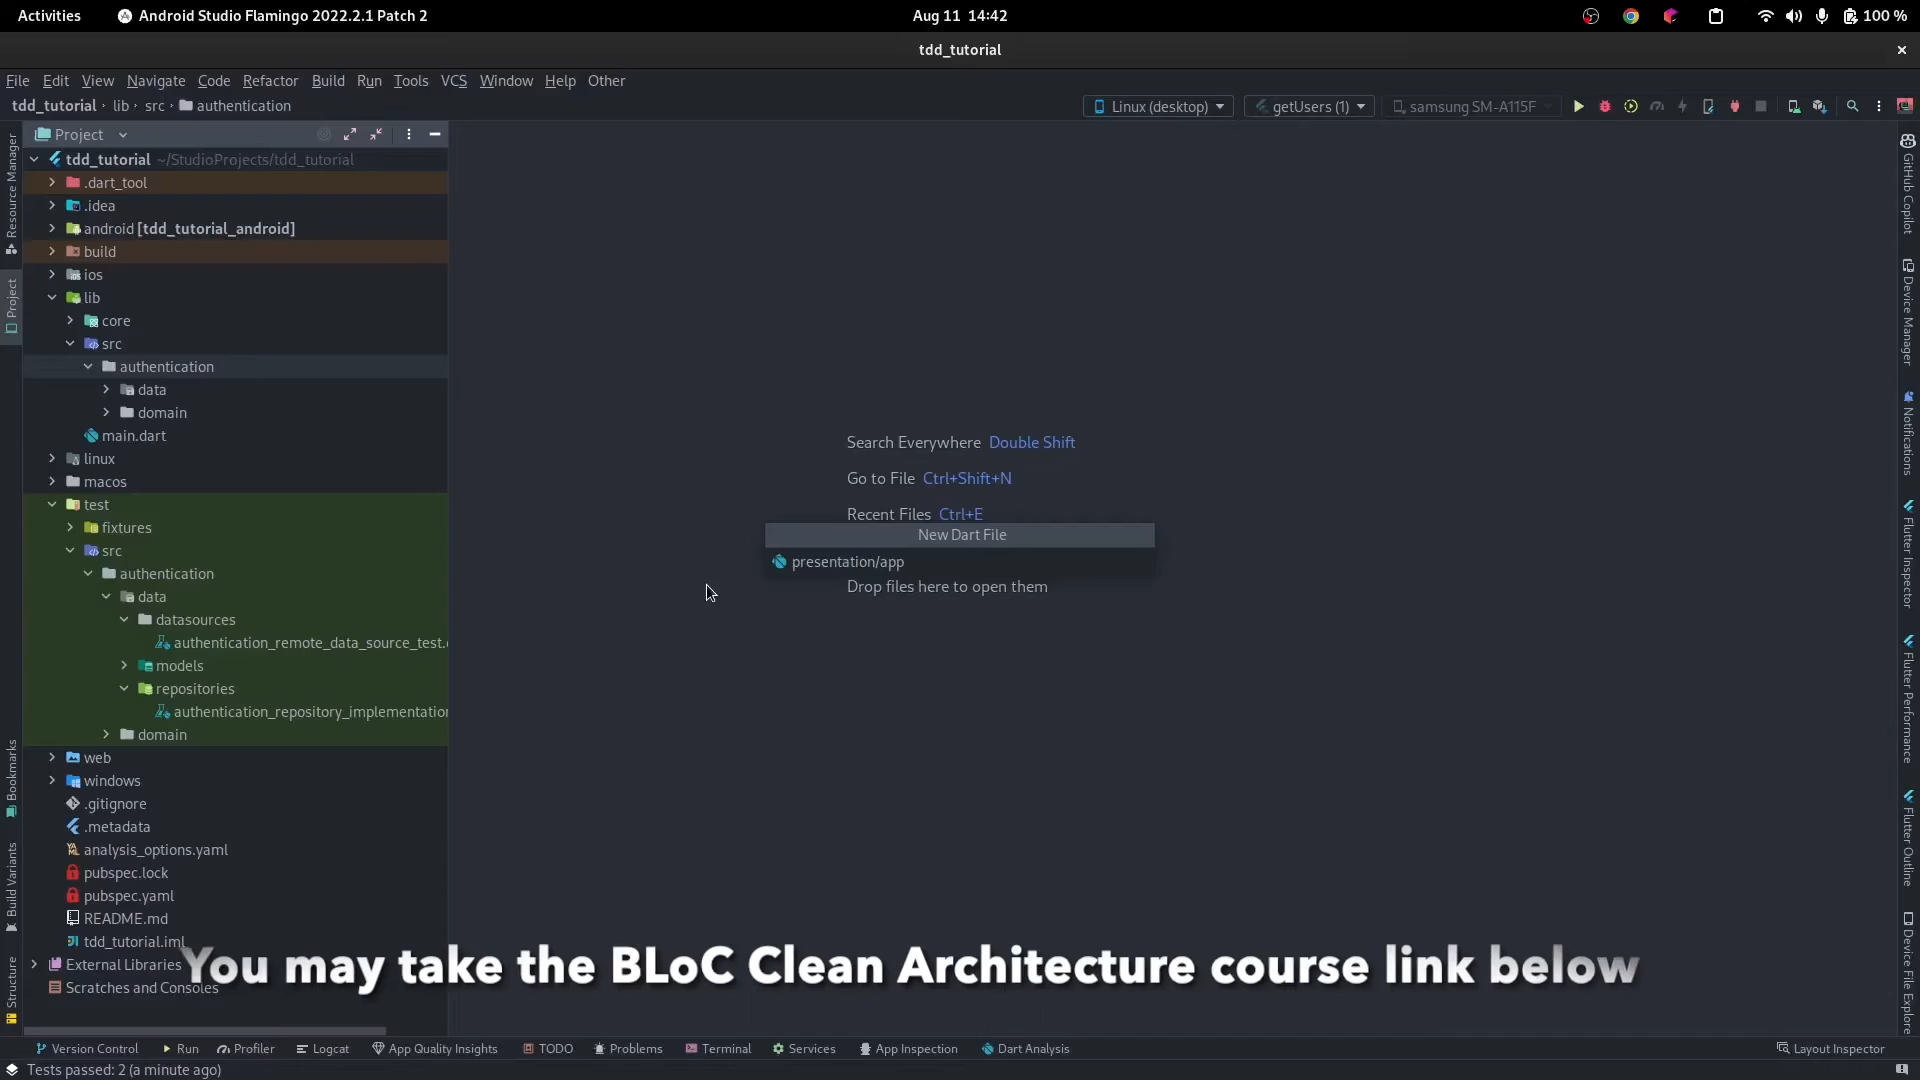 Activities
Android Studio Flamingo 2022.2.1 Patch 2
Aug 11 14:42
100 %
tdd_tutorial
File Edit View Navigate Code Refactor Build Run Tools VCS Window Help Other
tdd_tutorial › lib › src › authentication
Linux (desktop)
getUsers (1)
samsung SM-A115F
Project
tdd_tutorial ~/StudioProjects/tdd_tutorial
.dart_tool
.idea
android [tdd_tutorial_android]
build
ios
lib
core
src
authentication
data
domain
main.dart
linux
macos
test
fixtures
src
authentication
data
datasources
authentication_remote_data_source_test.
models
repositories
authentication_repository_implementation
domain
web
windows
.gitignore
.metadata
analysis_options.yaml
pubspec.lock
pubspec.yaml
README.md
tdd_tutorial.iml
External Libraries
Scratches and Consoles
Resource Manager
Project
Bookmarks
Build Variants
Structure
Search Everywhere Double Shift
Go to File Ctrl+Shift+N
Recent Files Ctrl+E
New Dart File
presentation/app
Drop files here to open them
GitHub Copilot
Device Manager
Notifications
Flutter Inspector
Flutter Performance
Flutter Outline
Device File Explore
You may take the BLoC Clean Architecture course link below
Version Control
Run
Profiler
Logcat
App Quality Insights
TODO
Problems
Terminal
Services
App Inspection
Dart Analysis
Layout Inspector
Tests passed: 2 (a minute ago)